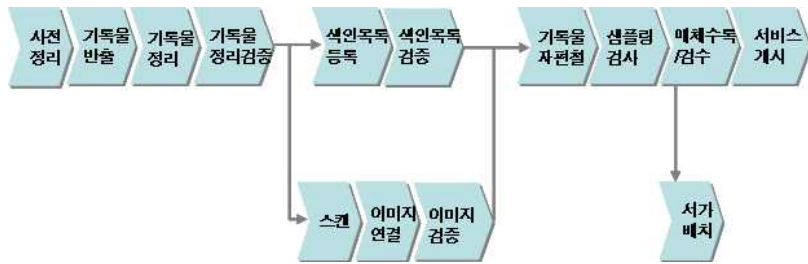 사전
정리
기록물
반출
기록물
정리
기록물
정리검증
색인목록
등록
색인목록
검증
기록물
재편철
샘플링
검사
매체수록
/검수
서비스
개시
스캔
이미지
연결
이미지
검증
서가
배치